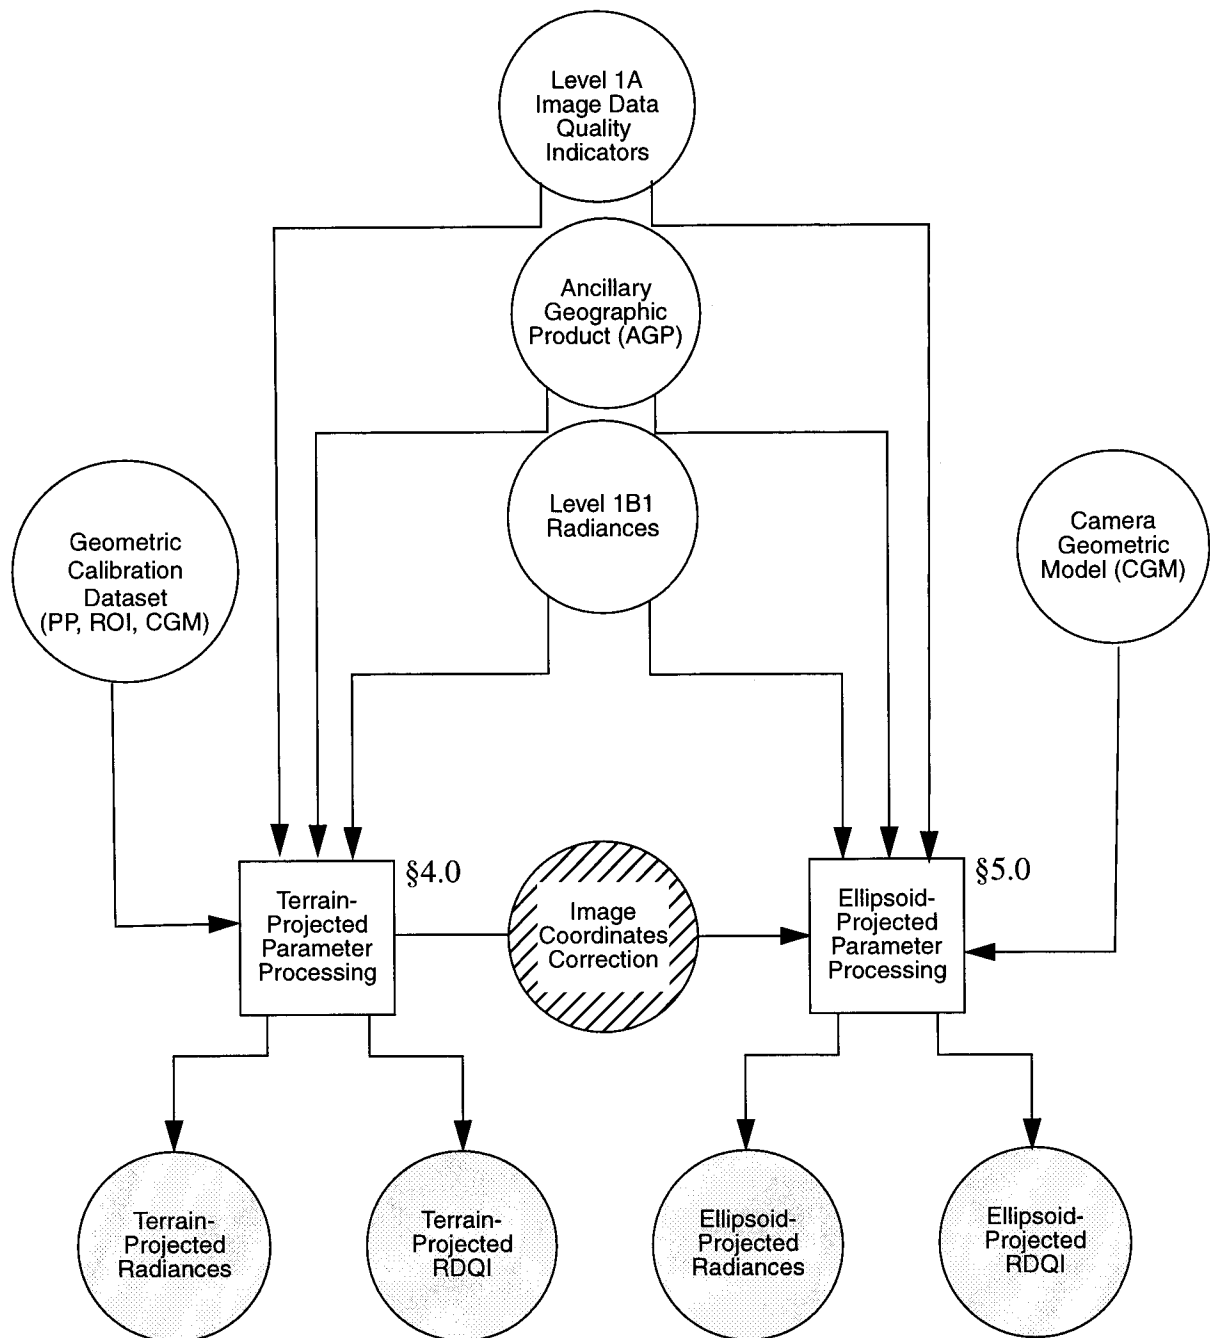 Level 1A
Image Data
Quality
Indicators
Ancillary
Geographic
Product (AGP)
Level 1B1
Radiances
Geometric
Calibration
Dataset
(PP, ROI, CGM)
Camera
Geometric
Model (CGM)
§4.0
Terrain-
Projected
Parameter
Processing
Image
Coordinates
Correction
§5.0
Ellipsoid-
Projected
Parameter
Processing
Terrain-
Projected
Radiances
Terrain-
Projected
RDQI
Ellipsoid-
Projected
Radiances
Ellipsoid-
Projected
RDQI